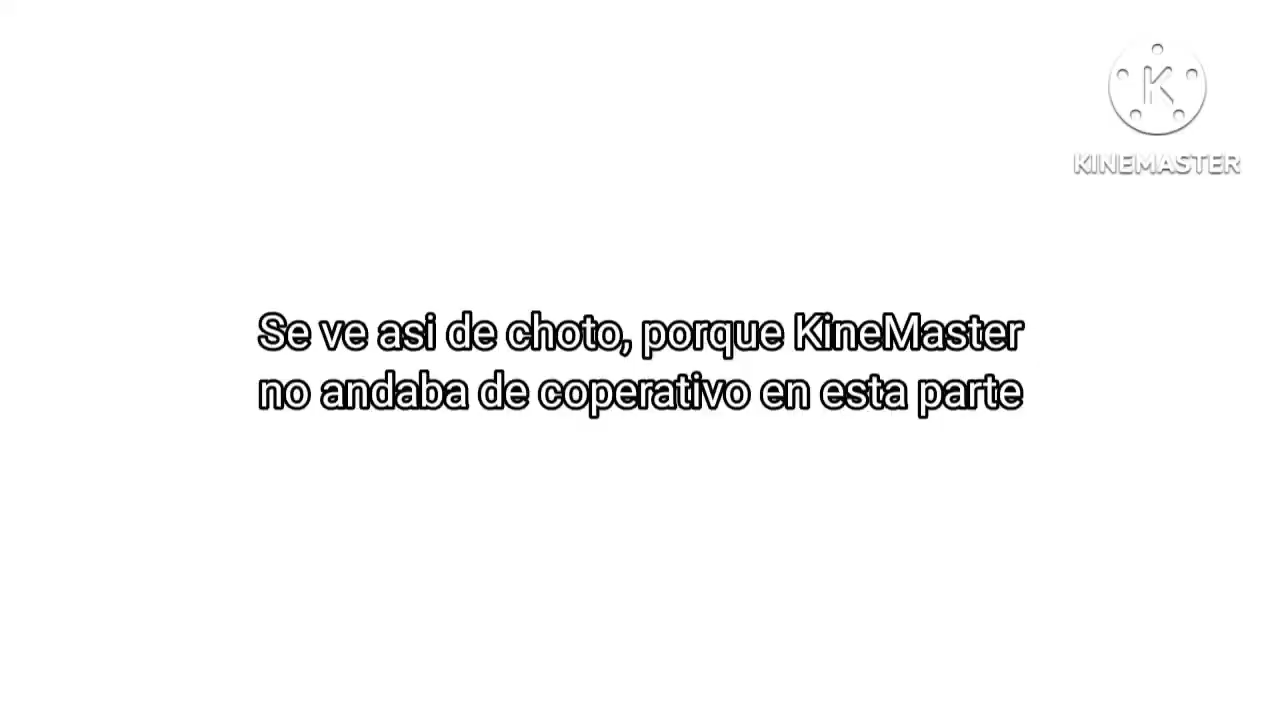 K
KINEMASTER
Se ve asi de choto, porque KineMaster
no andaba de coperativo en esta parte